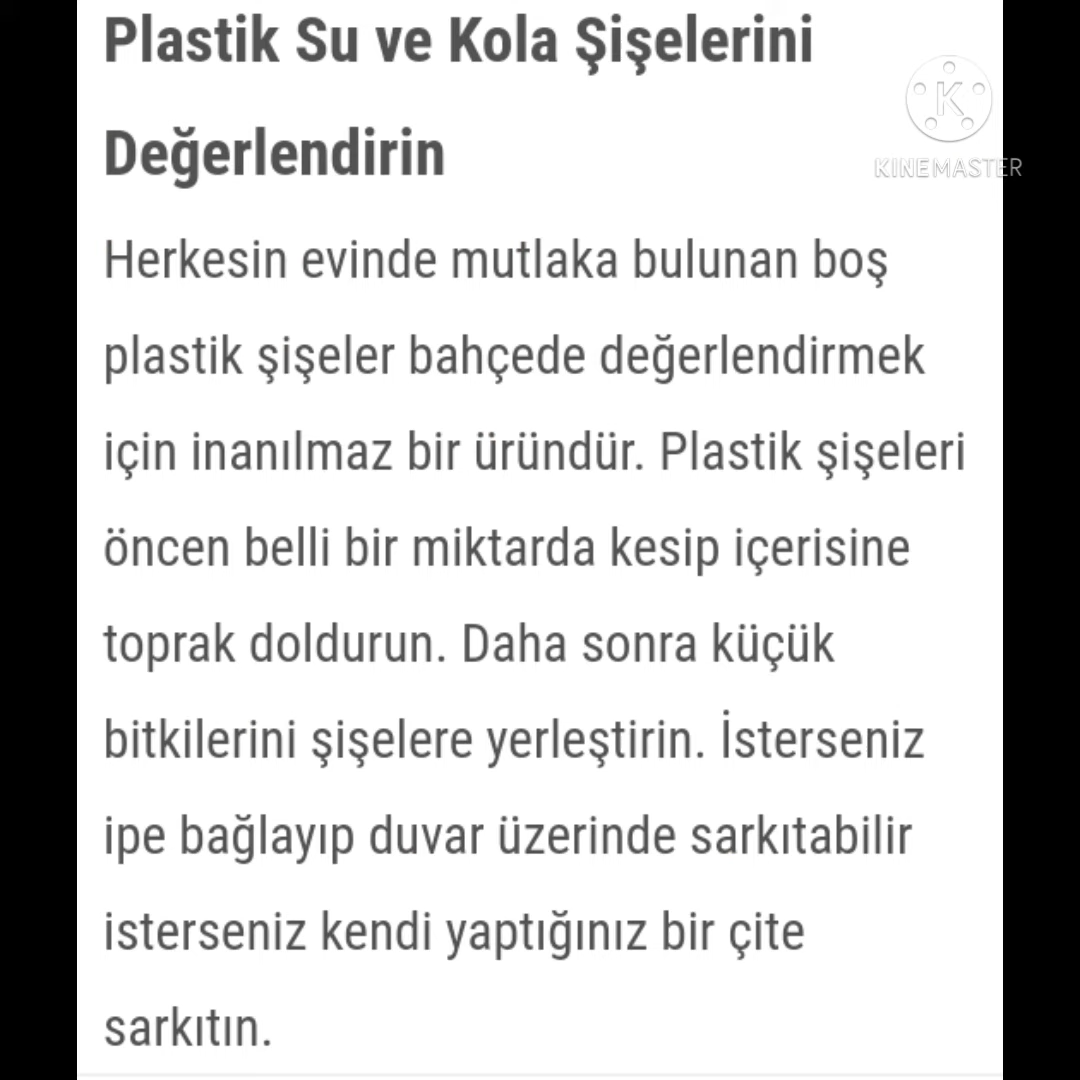 Plastik Su ve Kola Şişelerini
Değerlendirin
KINEMASTER
Herkesin evinde mutlaka bulunan boş
plastik şişeler bahçede değerlendirmek
için inanılmaz bir üründür. Plastik şişeleri
öncen belli bir miktarda kesip içerisine
toprak doldurun. Daha sonra küçük
bitkilerini şişelere yerleştirin. İsterseniz
ipe bağlayıp duvar üzerinde sarkıtabilir
isterseniz kendi yaptığınız bir çite
sarkıtın.